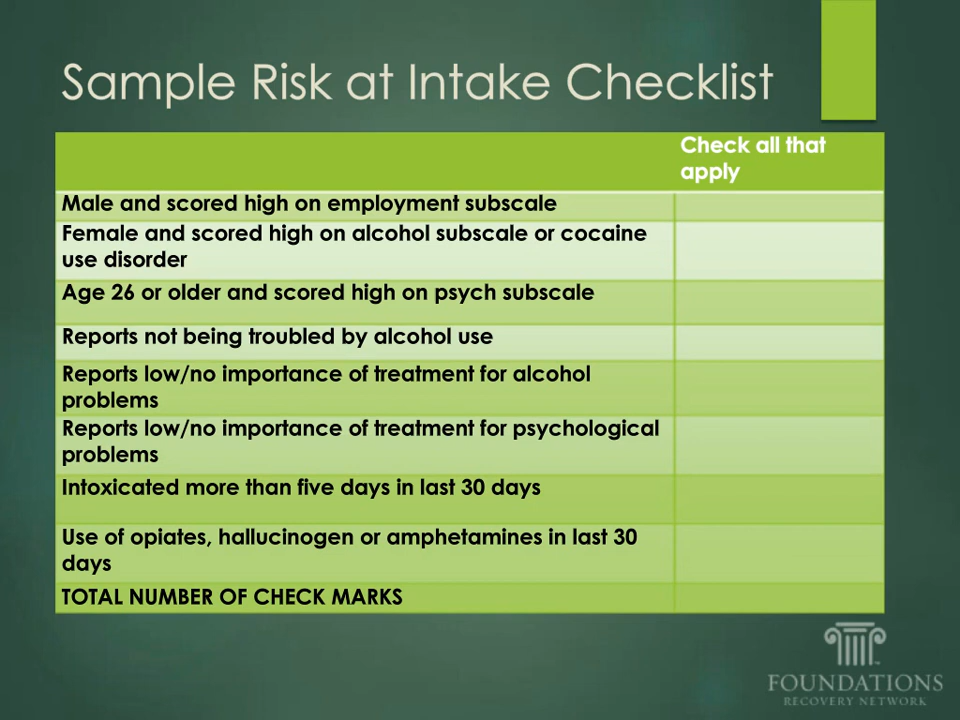 Sample Risk at Intake Checklist
Check all that
apply
Male and scored high on employment subscale
Female and scored high on alcohol subscale or cocaine
use disorder
Age 26 or older and scored high on psych subscale
Reports not being troubled by alcohol use
Reports low/no importance of treatment for alcohol
problems
Reports low/no importance of treatment for psychological
problems
Intoxicated more than five days in last 30 days
Use of opiates, hallucinogen or amphetamines in last 30
days
TOTAL NUMBER OF CHECK MARKS
FOUNDATIONS
RECOVERY NETWORK